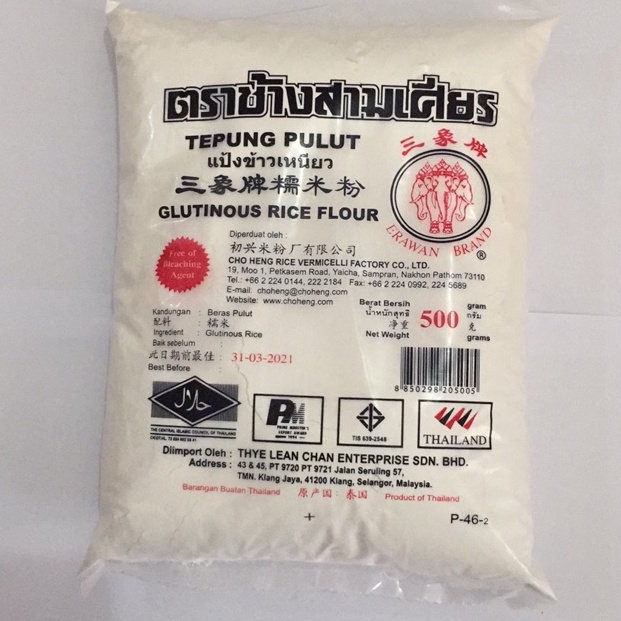 ตราช้างสามเศียร
TEPUNG PULUT
แป้งข้าวเหนียว
三象牌糯米粉
GLUTINOUS RICE FLOUR
三象牌
ERAWAN BRAND
®
Free of
Bleaching
Agent
Diperduat oleh :
初兴米粉厂有限公司
CHO HENG RICE VERMICELLI FACTORY CO., LTD.
19, Moo 1, Petkasem Road, Yaicha, Sampran, Nakhon Pathom 73110
Tel.: +66 2 224 0144, 222 2184 Fax: +66 2 224 0992, 224 5689
E-mail: choheng@choheng.com
Website: www.choheng.com
Kandungan : Beras Pulut
配料 : 糯米
Ingredient : Glutinous Rice
Berat Bersih
น้ำหนักสุทธิ
净重
Net Weight
500
gram
กรัม
克
grams
Baik sebelum
此日期前最佳 : 31-03-2021
Best Before
8 850298 205005
حلال
THE CENTRAL ISLAMIC COUNCIL OF THAILAND
PM
PRIME MINISTER'S
EXPORT AWARD
TIS 639-2548
THAILAND
Diimport Oleh : THYE LEAN CHAN ENTERPRISE SDN. BHD.
Address : 43 & 45, PT 9720 PT 9721 Jalan Seruling 57,
TMN. Klang Jaya, 41200 Klang, Selangor, Malaysia.
Barangan Buatan Thailand 原产国 : 泰国 Product of Thailand
P-46-2